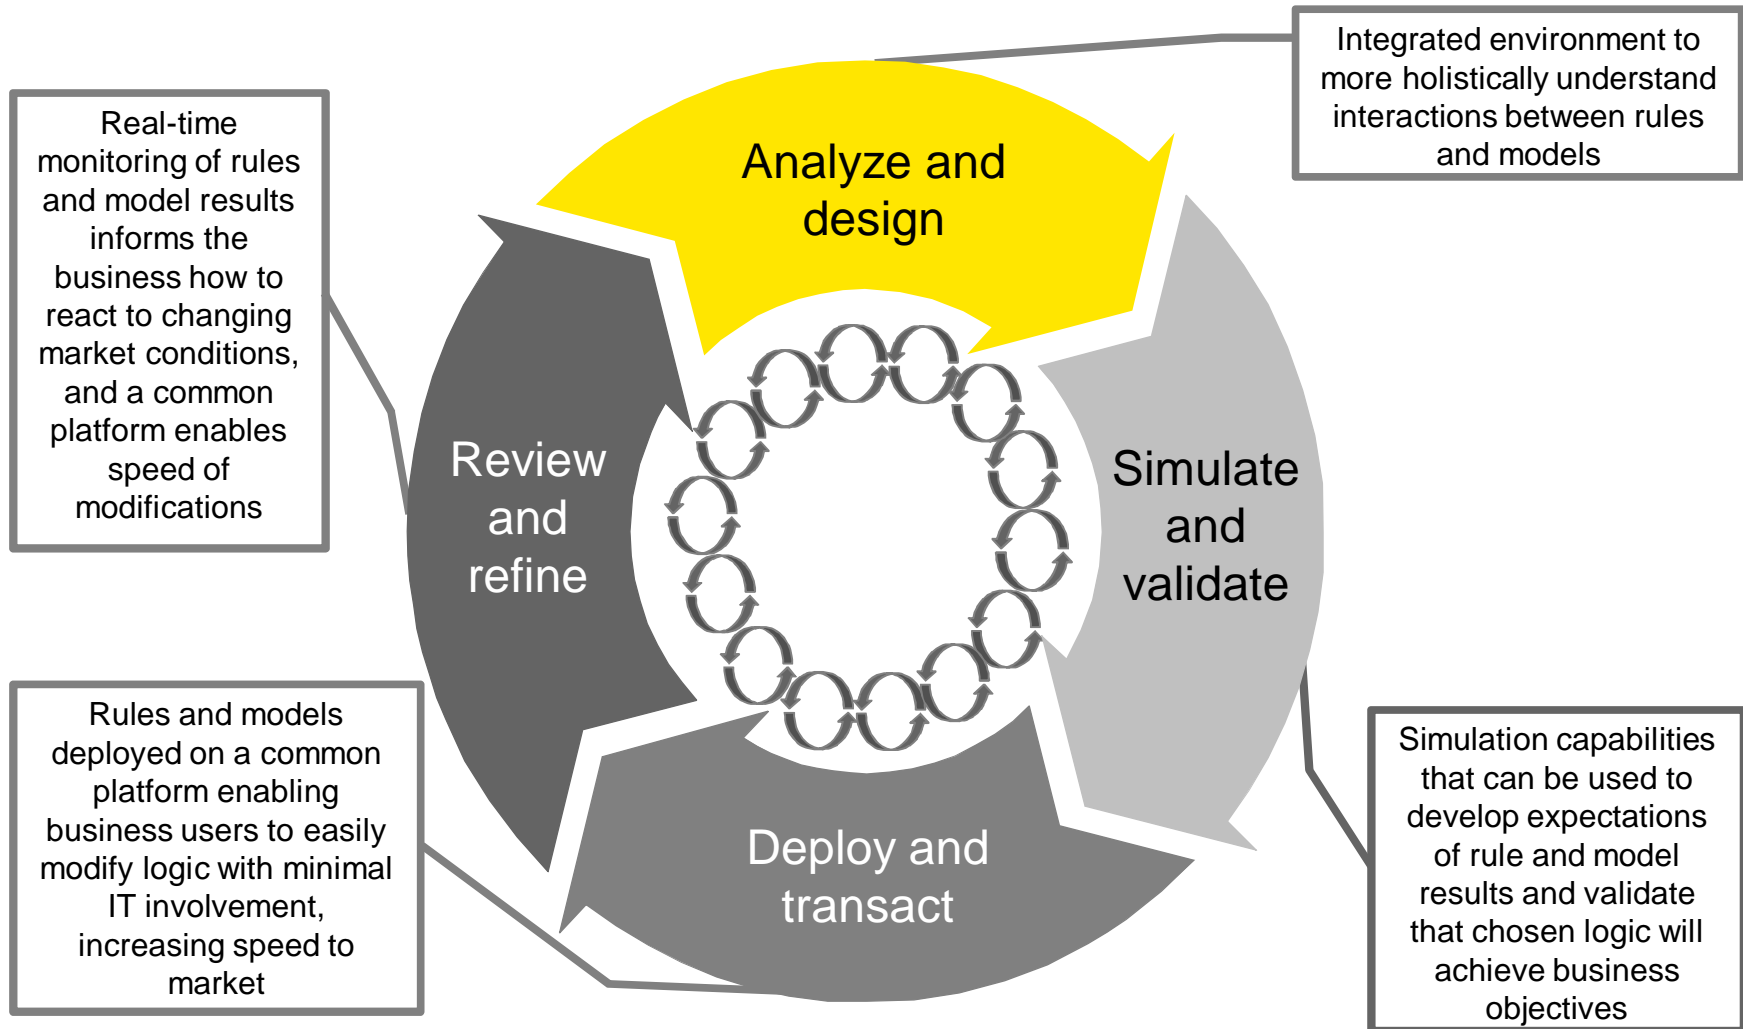 Integrated environment to
more holistically understand
interactions between rules
and models
Real-time
monitoring of rules
and model results
informs the
business how to
react to changing
market conditions,
and a common
platform enables
speed of
modifications
Analyze and
design
Review
and
refine
Simulate
and
validate
Deploy and
transact
Rules and models
deployed on a common
platform enabling
business users to easily
modify logic with minimal
IT involvement,
increasing speed to
market
Simulation capabilities
that can be used to
develop expectations
of rule and model
results and validate
that chosen logic will
achieve business
objectives